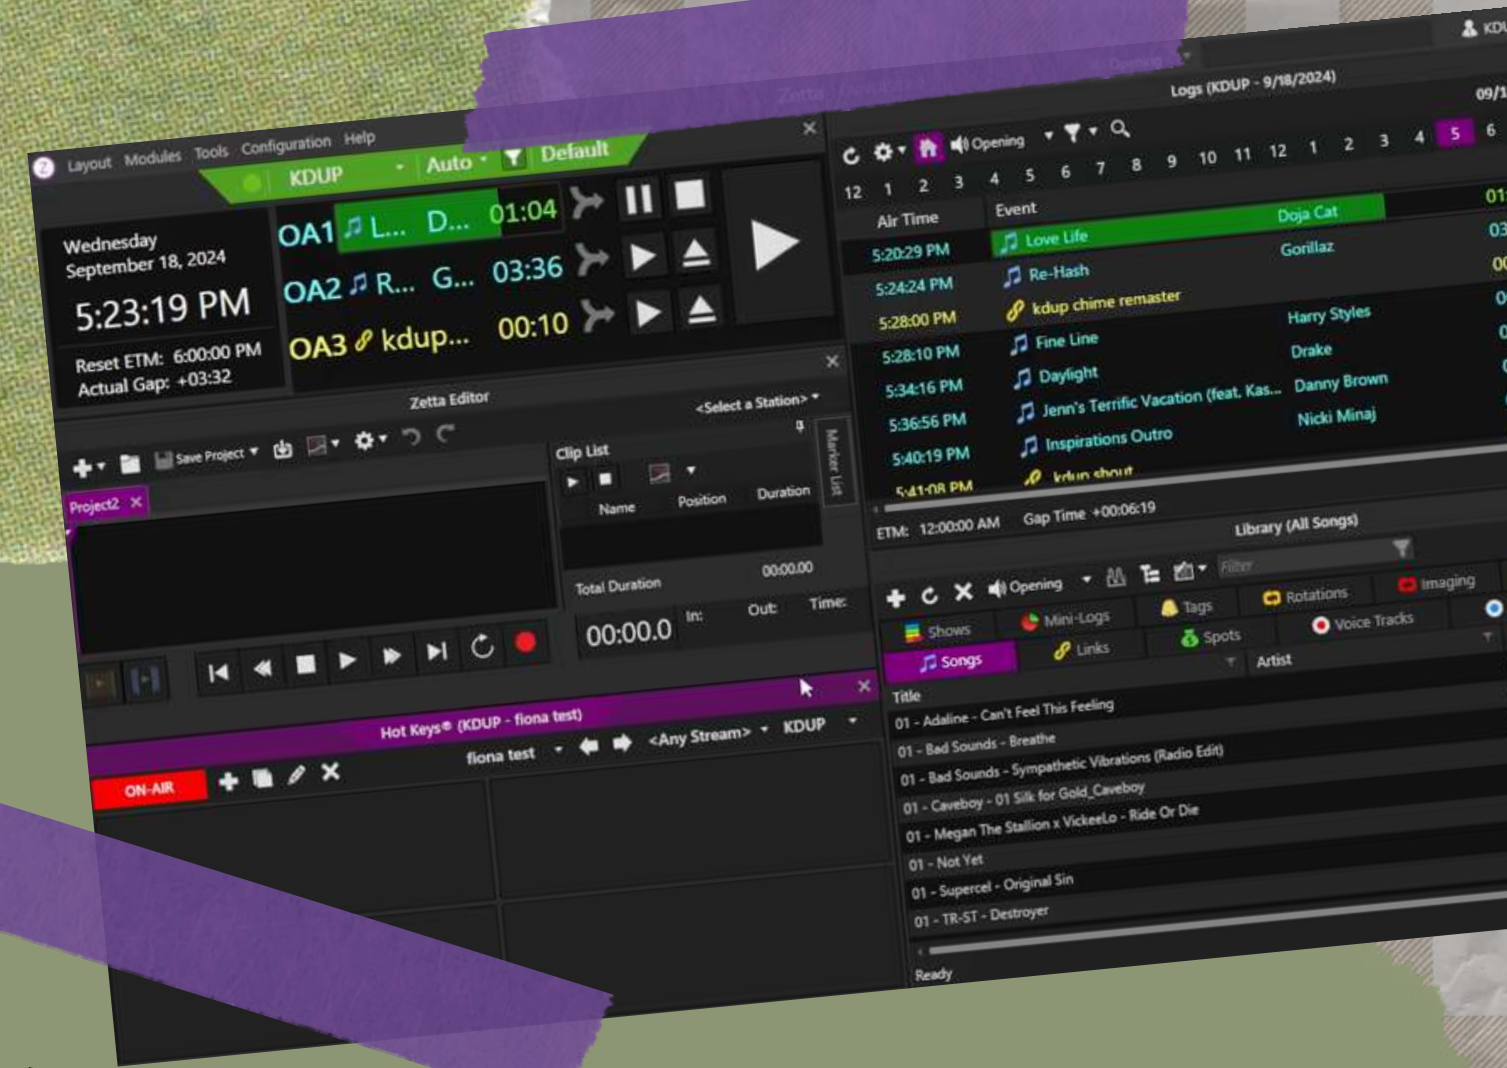 Layout Modules Tools Configuration Help
KDUP Auto Default
Wednesday
September 18, 2024
5:23:19 PM
Reset ETM: 6:00:00 PM
Actual Gap: +03:32
OA1 L... D... 01:04
OA2 R... G... 03:36
OA3 kdup... 00:10
Zetta Editor
<Select a Station>
Save Project
Project2
Clip List
Marker List
Name Position Duration
Total Duration 00:00.00
00:00.0 In: Out: Time:
Hot Keys® (KDUP - fiona test)
fiona test <Any Stream> KDUP
ON-AIR
Zetta
Opening
Logs (KDUP - 9/18/2024)
Opening
12 1 2 3 4 5 6 7 8 9 10 11 12 1 2 3 4 5 6
Air Time Event
5:20:29 PM Love Life Doja Cat
5:24:24 PM Re-Hash Gorillaz
5:28:00 PM kdup chime remaster
5:28:10 PM Fine Line Harry Styles
5:34:16 PM Daylight Drake
5:36:56 PM Jenn's Terrific Vacation (feat. Kas... Danny Brown
5:40:19 PM Inspirations Outro Nicki Minaj
5:41:08 PM kdup shout
ETM: 12:00:00 AM Gap Time +00:06:19
Library (All Songs)
Opening Filter
Shows Mini-Logs Tags Rotations Imaging
Songs Links Spots Voice Tracks
Title Artist
01 - Adaline - Can't Feel This Feeling
01 - Bad Sounds - Breathe
01 - Bad Sounds - Sympathetic Vibrations (Radio Edit)
01 - Caveboy - 01 Silk for Gold_Caveboy
01 - Megan The Stallion x VickeeLo - Ride Or Die
01 - Not Yet
01 - Supercel - Original Sin
01 - TR-ST - Destroyer
Ready